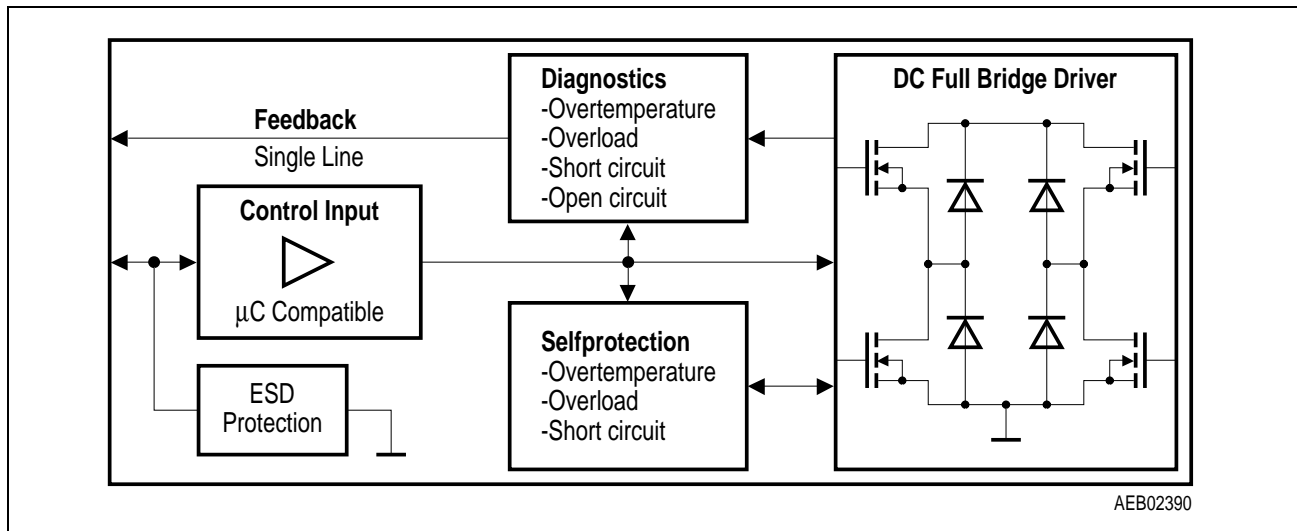 Feedback
Single Line
Control Input
μC Compatible
ESD
Protection
Diagnostics
-Overtemperature
-Overload
-Short circuit
-Open circuit
Selfprotection
-Overtemperature
-Overload
-Short circuit
DC Full Bridge Driver
AEB02390